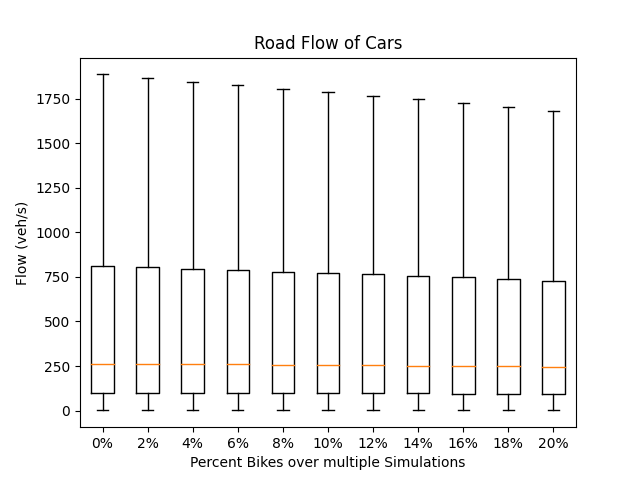 Road Flow of Cars
Flow (veh/s)
1750
1500
1250
1000
750
500
250
0
0% 2% 4% 6% 8% 10% 12% 14% 16% 18% 20%
Percent Bikes over multiple Simulations